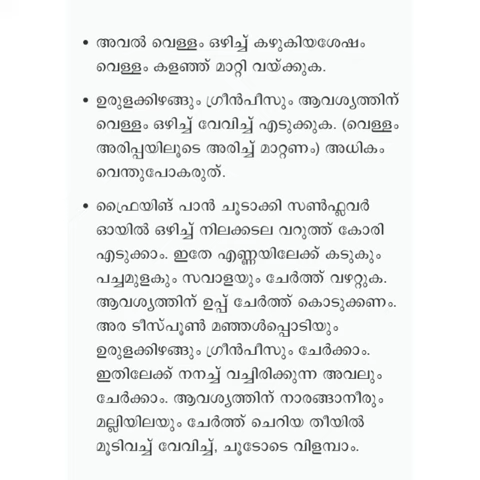 • അവൽ വെള്ളം ഒഴിച്ച് കഴുകിയശേഷം
വെള്ളം കളഞ്ഞ് മാറ്റി വയ്ക്കുക.
• ഉരുളക്കിഴങ്ങും ഗ്രീൻപീസും ആവശ്യത്തിന്
വെള്ളം ഒഴിച്ച് വേവിച്ച് എടുക്കുക. (വെള്ളം
അരിപ്പയിലൂടെ അരിച്ച് മാറ്റണം) അധികം
വെന്തുപോകരുത്.
• ഫ്രൈയിങ് പാൻ ചൂടാക്കി സൺഫ്ലവർ
ഓയിൽ ഒഴിച്ച് നിലക്കടല വറുത്ത് കോരി
എടുക്കാം. ഇതേ എണ്ണയിലേക്ക് കടുകും
പച്ചമുളകും സവാളയും ചേർത്ത് വഴറ്റുക.
ആവശ്യത്തിന് ഉപ്പ് ചേർത്ത് കൊടുക്കണം.
അര ടീസ്പൂൺ മഞ്ഞൾപ്പൊടിയും
ഉരുളക്കിഴങ്ങും ഗ്രീൻപീസും ചേർക്കാം.
ഇതിലേക്ക് നനച്ച് വച്ചിരിക്കുന്ന അവലും
ചേർക്കാം. ആവശ്യത്തിന് നാരങ്ങാനീരും
മല്ലിയിലയും ചേർത്ത് ചെറിയ തീയിൽ
മൂടിവച്ച് വേവിച്ച്, ചൂടോടെ വിളമ്പാം.